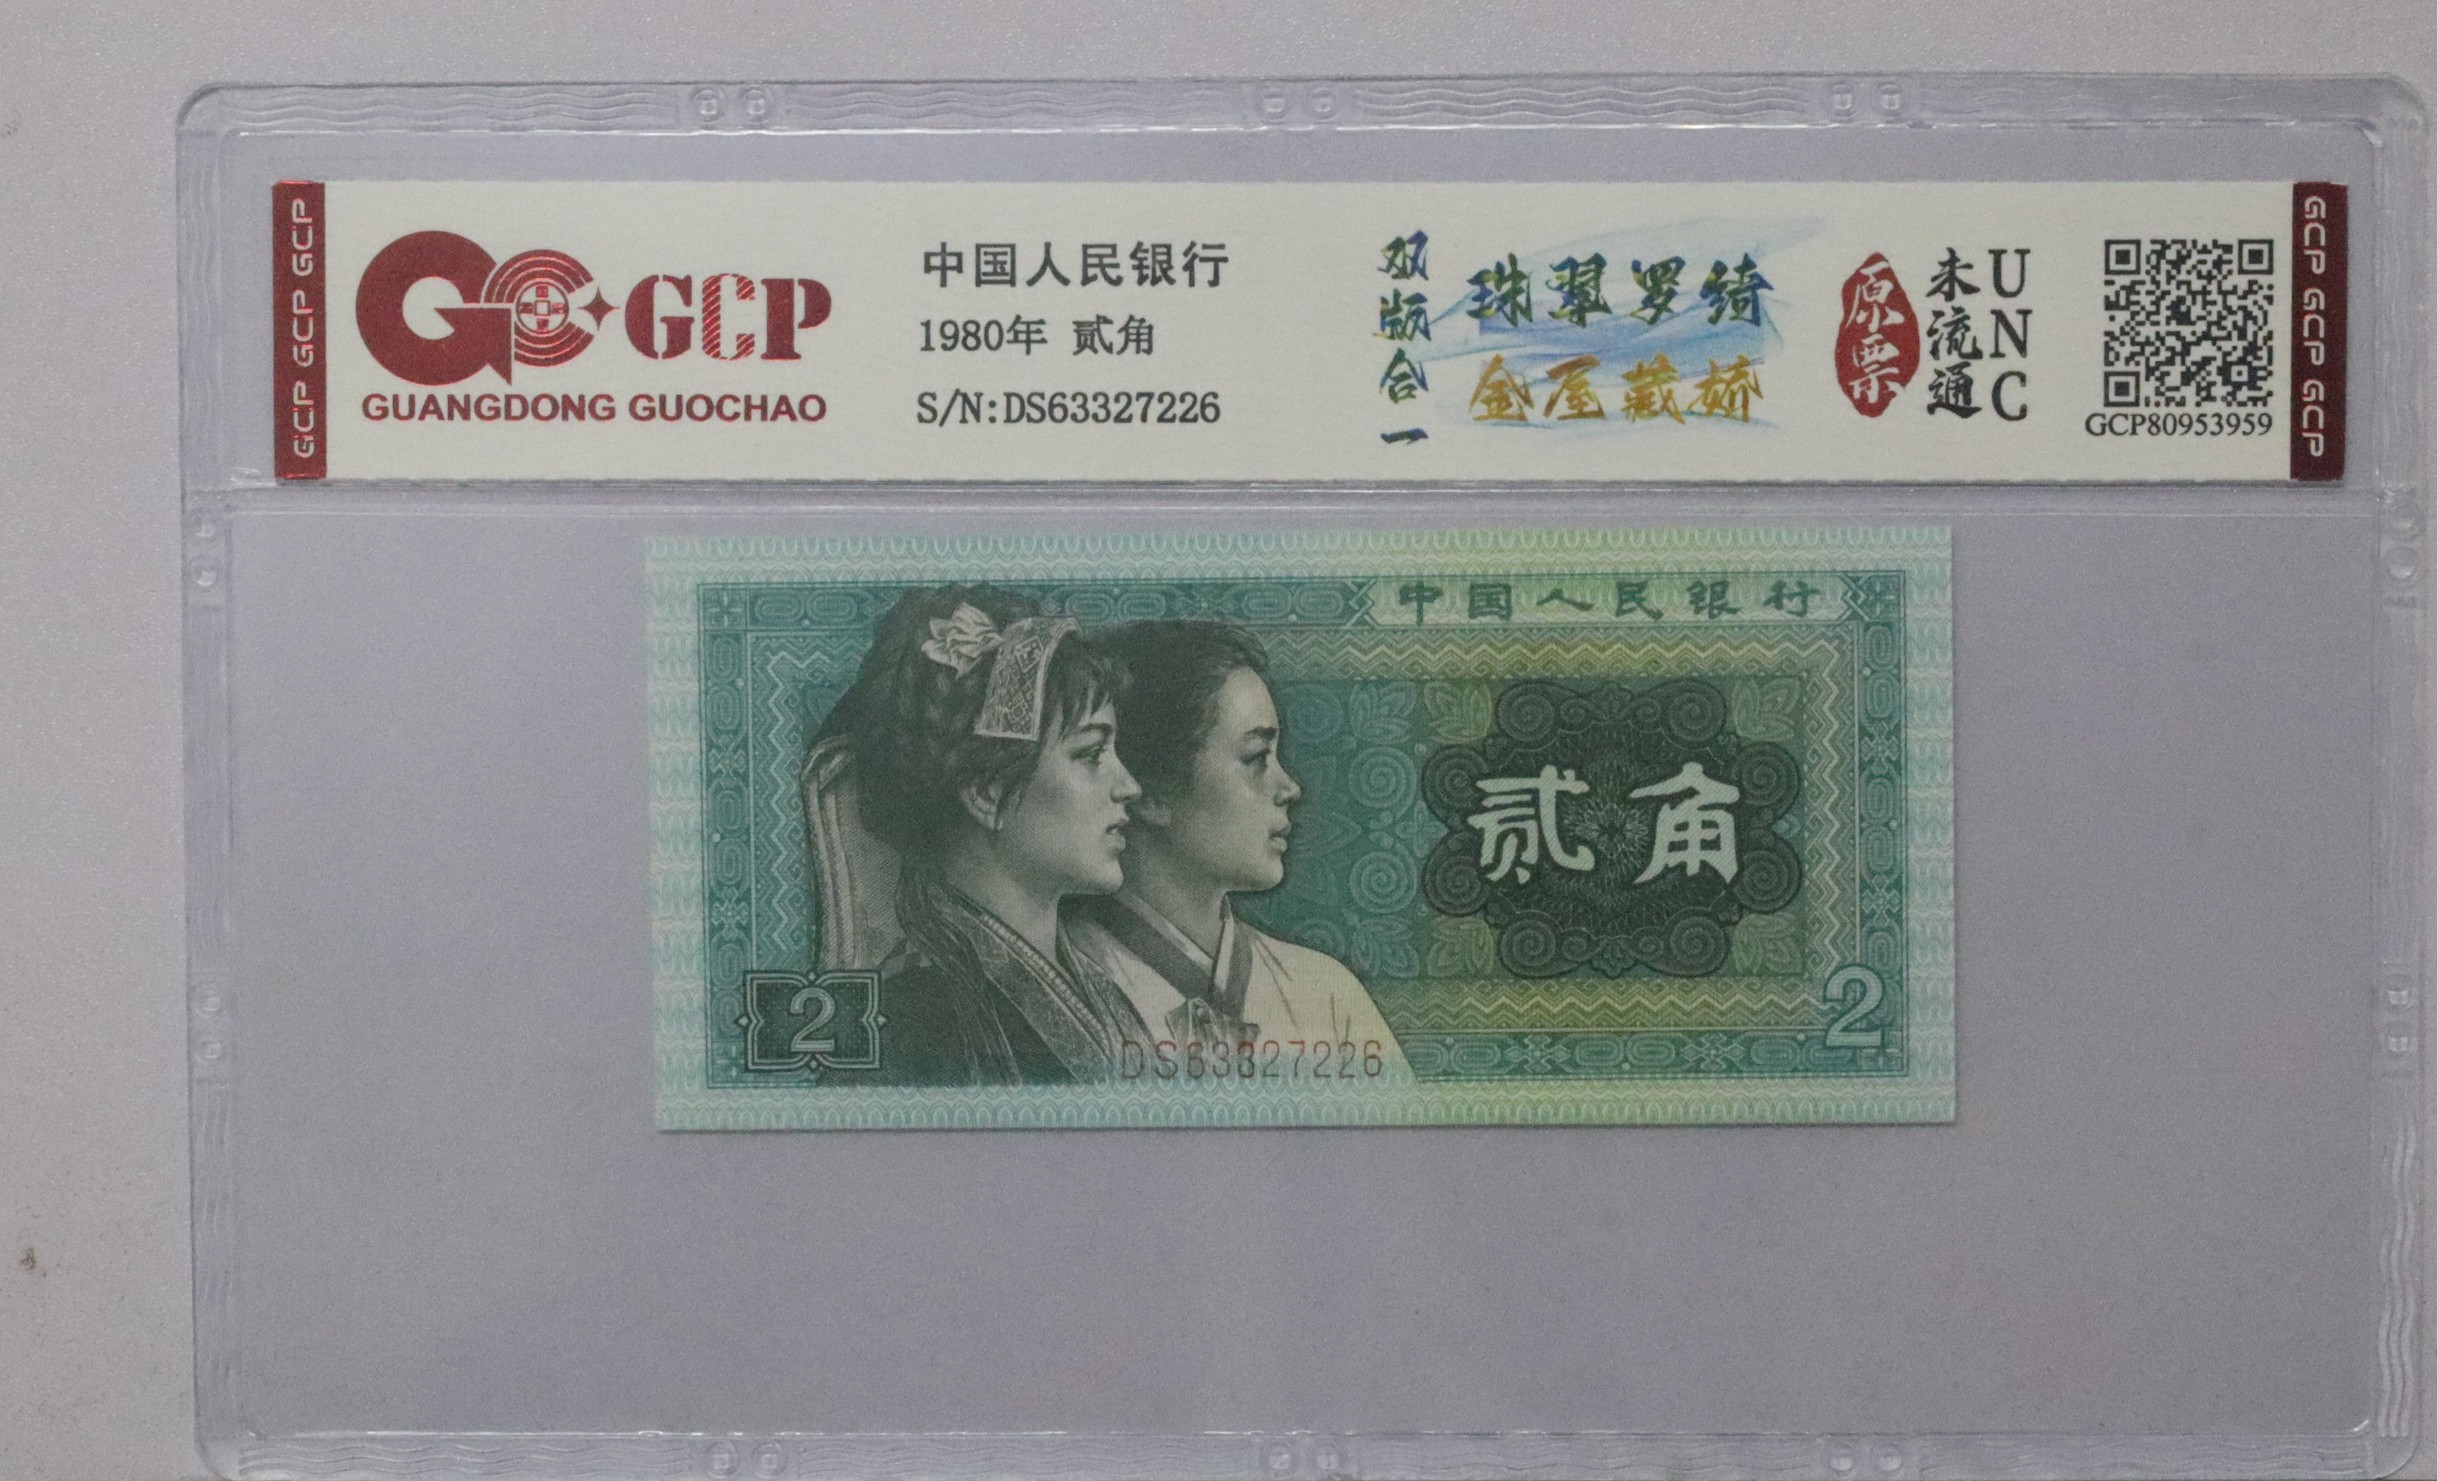 GCP GCP GCP
GCP
GUANGDONG GUOCHAO
中国人民银行
1980年 贰角
S/N:DS63327226
双版合一
珠翠罗绮
金屋藏娇
原票
未流通
UNC
GCP80953959
GCP GCP GCP
中国人民银行
贰角
2
2
DS63327226